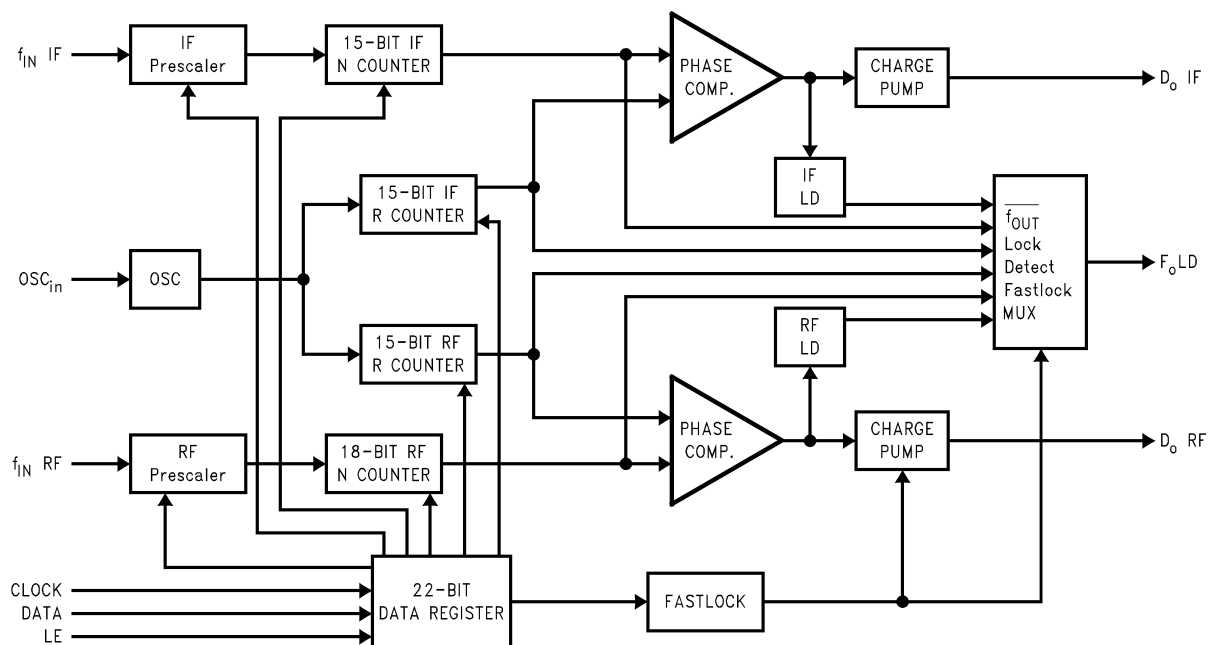 f_IN IF
IF
Prescaler
15-BIT IF
N COUNTER
PHASE
COMP.
CHARGE
PUMP
D_o IF
15-BIT IF
R COUNTER
IF
LD
OSC_in
OSC
f_OUT
Lock
Detect
Fastlock
MUX
F_oLD
15-BIT RF
R COUNTER
RF
LD
f_IN RF
RF
Prescaler
18-BIT RF
N COUNTER
PHASE
COMP.
CHARGE
PUMP
D_o RF
CLOCK
DATA
LE
22-BIT
DATA REGISTER
FASTLOCK